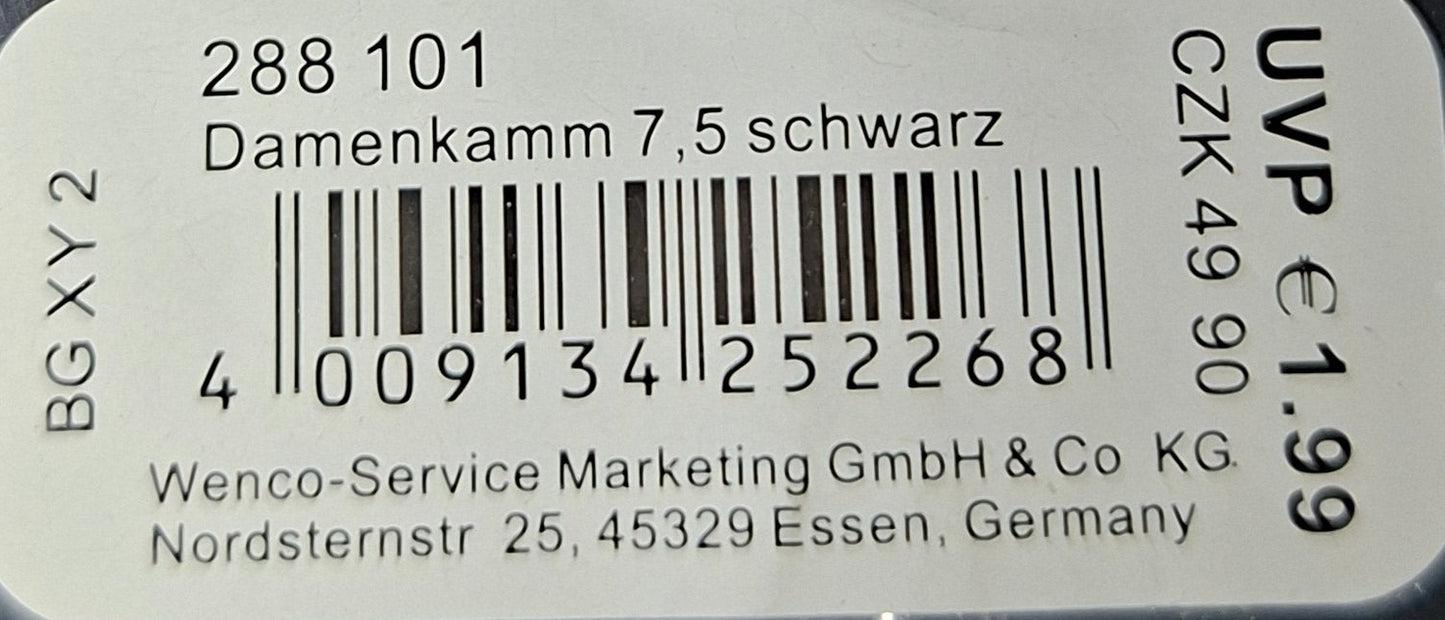 288 101
Damenkamm 7,5 schwarz
4 009134 252268
Wenco-Service Marketing GmbH & Co KG.
Nordsternstr 25, 45329 Essen, Germany
BG XY 2
UVP € 1.99
CZK 49 90